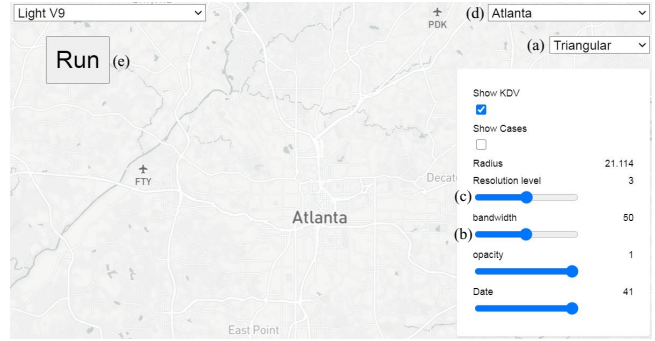 Light V9
(d) Atlanta
PDK
(a) Triangular
Run (e)
Show KDV
Show Cases
Radius 21.114
Resolution level 3
(c)
bandwidth 50
(b)
opacity 1
Date 41
FTY
Decat
Atlanta
East Point